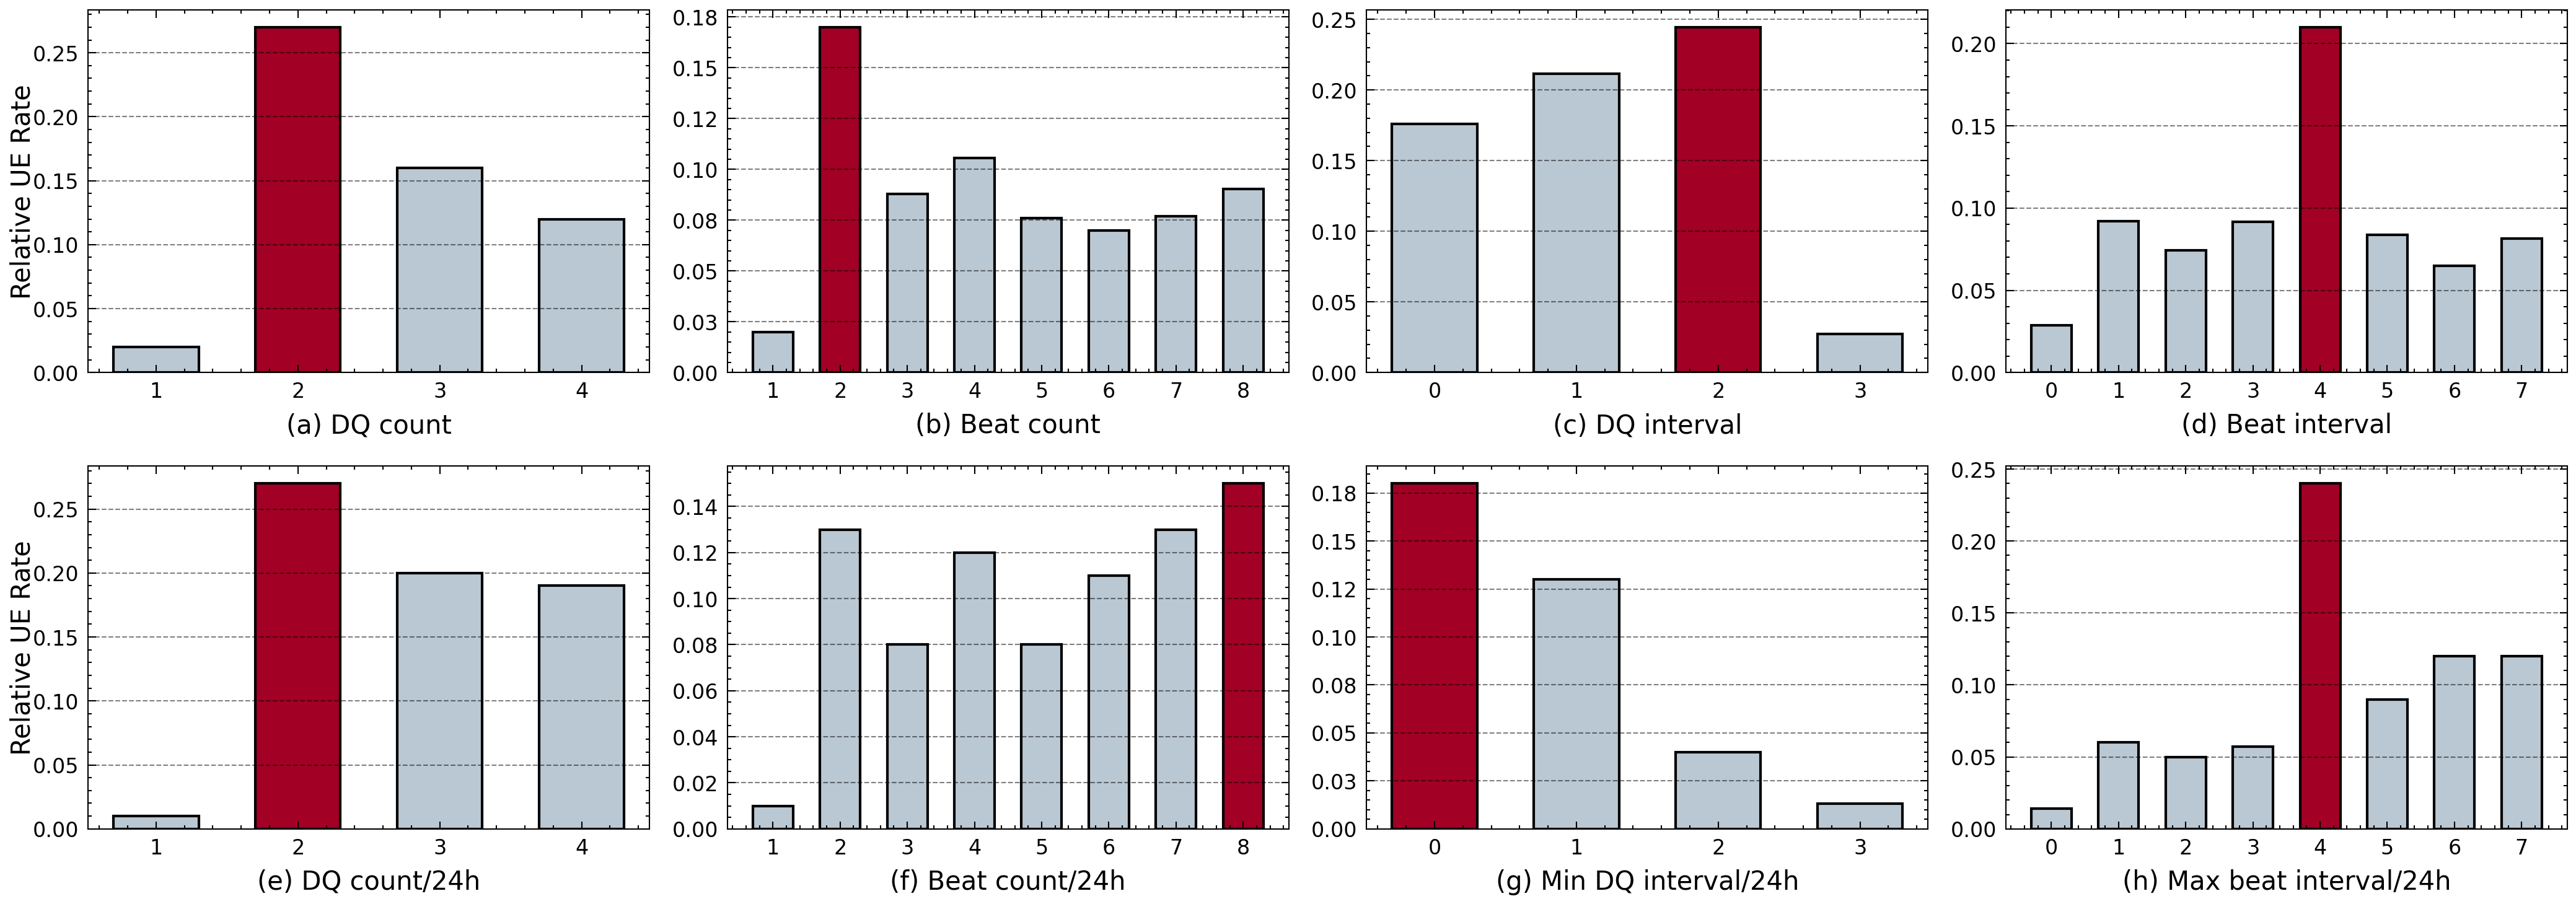 Relative UE Rate
0.25
0.20
0.15
0.10
0.05
0.00
1 2 3 4
(a) DQ count
0.18
0.15
0.12
0.10
0.08
0.05
0.03
0.00
1 2 3 4 5 6 7 8
(b) Beat count
0.25
0.20
0.15
0.10
0.05
0.00
0 1 2 3
(c) DQ interval
0.20
0.15
0.10
0.05
0.00
0 1 2 3 4 5 6 7
(d) Beat interval
Relative UE Rate
0.25
0.20
0.15
0.10
0.05
0.00
1 2 3 4
(e) DQ count/24h
0.14
0.12
0.10
0.08
0.06
0.04
0.02
0.00
1 2 3 4 5 6 7 8
(f) Beat count/24h
0.18
0.15
0.12
0.10
0.08
0.05
0.03
0.00
0 1 2 3
(g) Min DQ interval/24h
0.25
0.20
0.15
0.10
0.05
0.00
0 1 2 3 4 5 6 7
(h) Max beat interval/24h